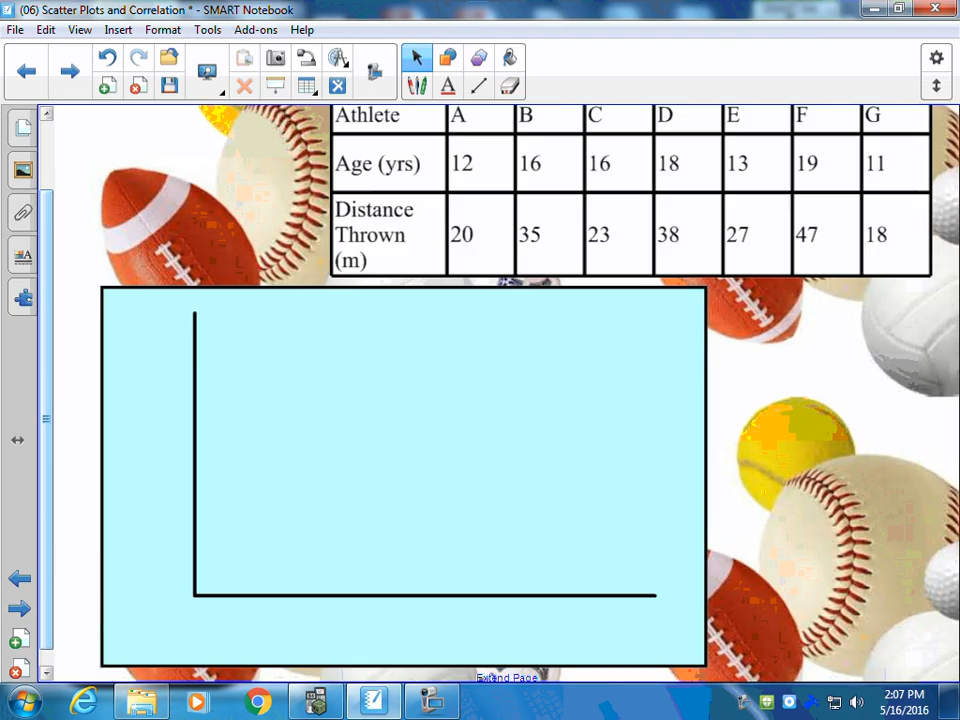 (06) Scatter Plots and Correlation * - SMART Notebook
File Edit View Insert Format Tools Add-ons Help
Athlete A B C D E F G
Age (yrs) 12 16 16 18 13 19 11
Distance
Thrown 20 35 23 38 27 47 18
(m)
Extend Page
2:07 PM
5/16/2016